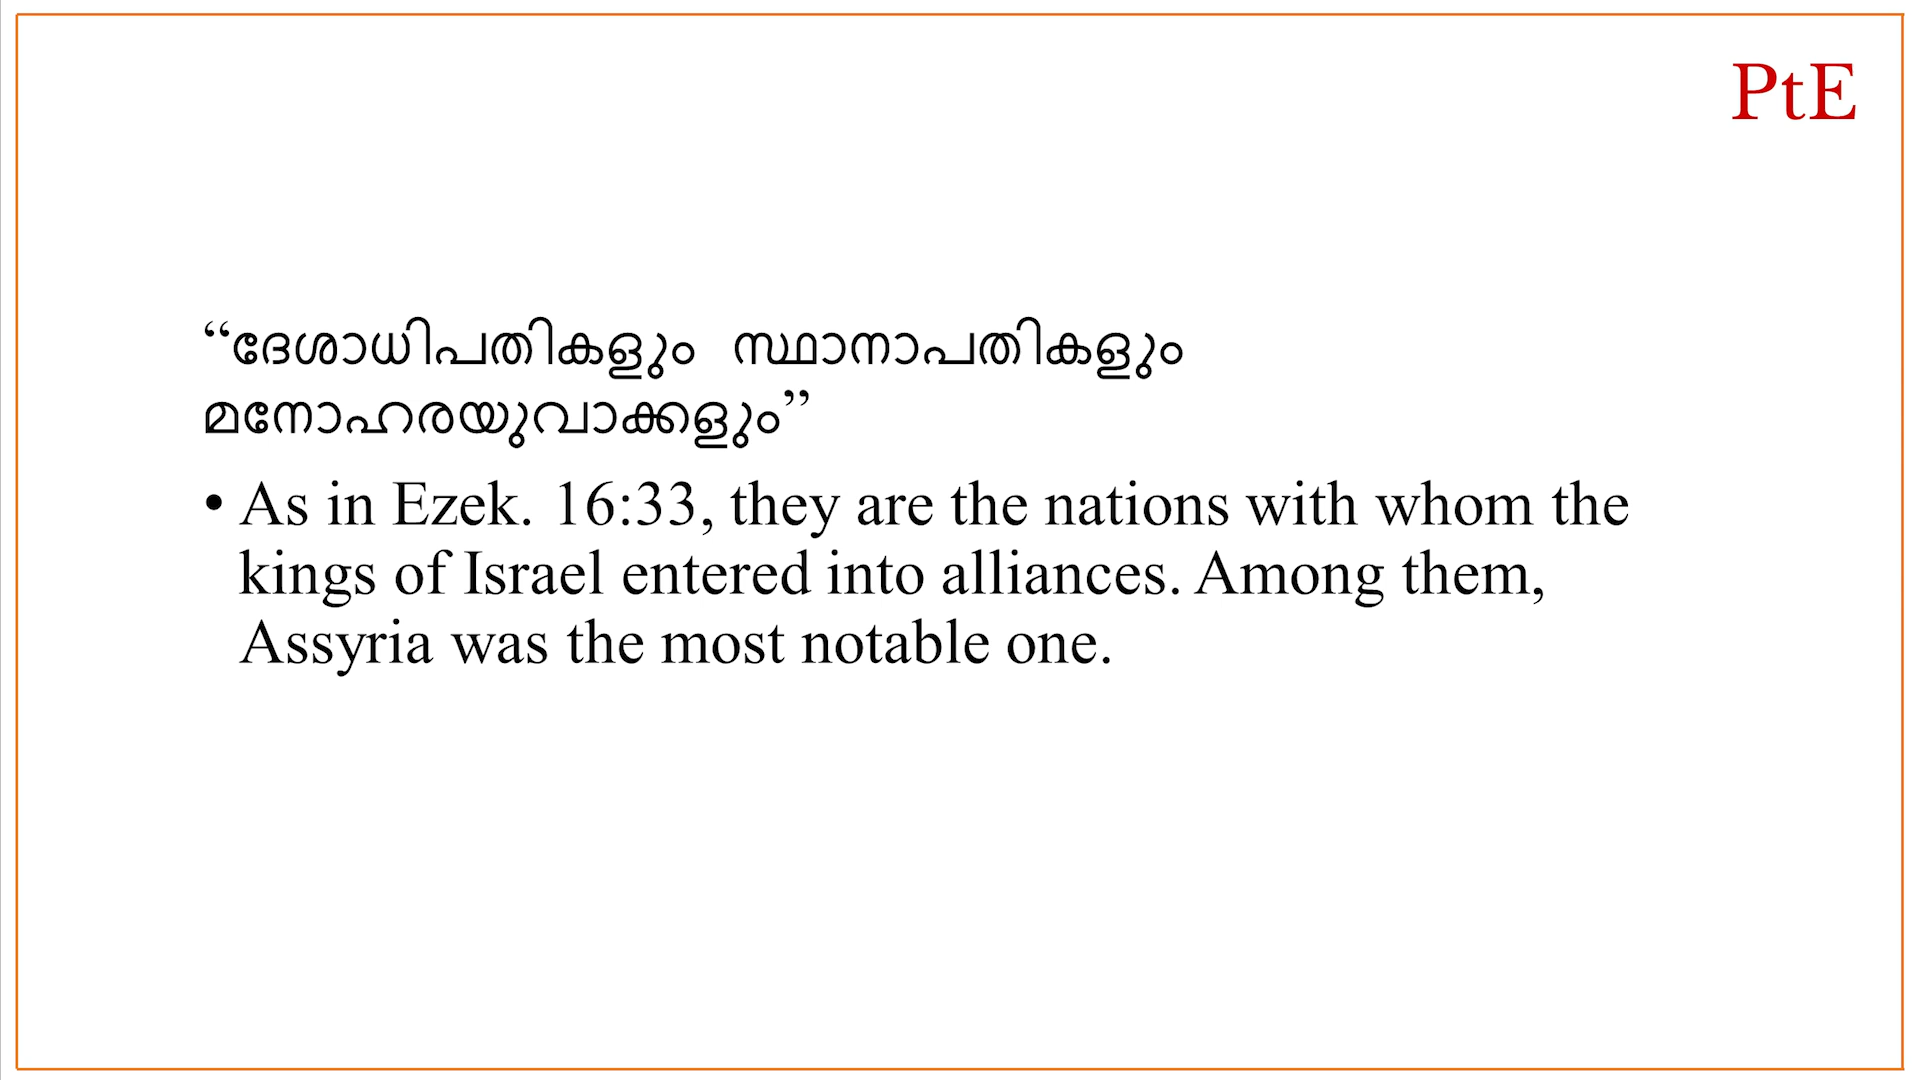 PtE
“ദേശാധിപതികളും സ്ഥാനാപതികളും
മനോഹരയുവാക്കളും”
• As in Ezek. 16:33, they are the nations with whom the
kings of Israel entered into alliances. Among them,
Assyria was the most notable one.